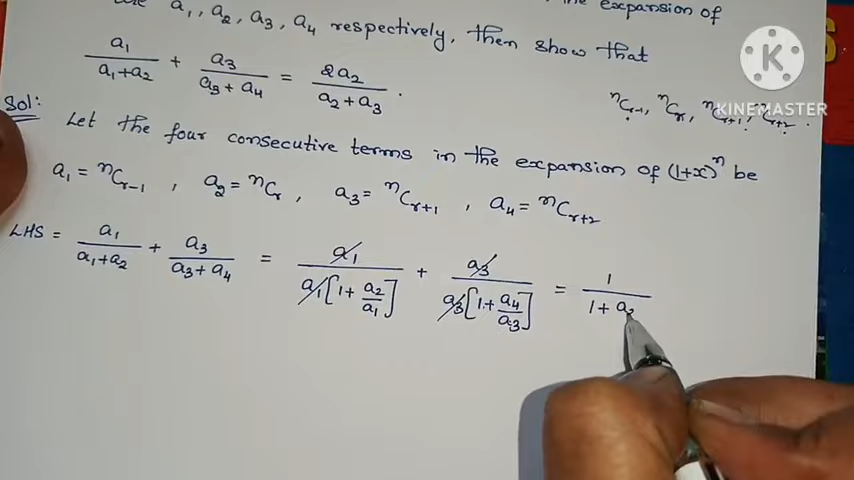 the expansion of
a₁, a₂, a₃, a₄ respectively, then show that
a₁/(a₁+a₂) + a₃/(a₃+a₄) = 2a₂/(a₂+a₃).
ⁿCᵣ₋₁, ⁿCᵣ, ⁿCᵣ₊₁, ⁿCᵣ₊₂.
K
KINEMASTER
Sol:
Let the four consecutive terms in the expansion of (1+x)ⁿ be
a₁ = ⁿCᵣ₋₁, a₂ = ⁿCᵣ, a₃ = ⁿCᵣ₊₁, a₄ = ⁿCᵣ₊₂
LHS = a₁/(a₁+a₂) + a₃/(a₃+a₄) = a₁/(a₁[1+a₂/a₁]) + a₃/(a₃[1+a₄/a₃]) = 1/(1+a₂